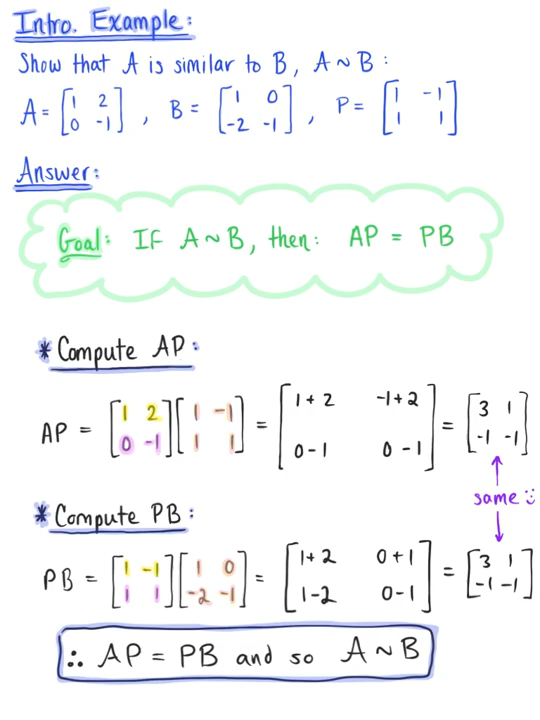 Intro. Example:
Show that A is similar to B, A ~ B :
A = [1 2; 0 -1] , B = [1 0; -2 -1] , P = [1 -1; 1 1]
Answer:
Goal: IF A ~ B, then: AP = PB
* Compute AP:
AP = [1 2; 0 -1] [1 -1; 1 1] = [1+2 -1+2; 0-1 0-1] = [3 1; -1 -1]
same :)
* Compute PB:
PB = [1 -1; 1 1] [1 0; -2 -1] = [1+2 0+1; 1-2 0-1] = [3 1; -1 -1]
∴ AP = PB and so A ~ B